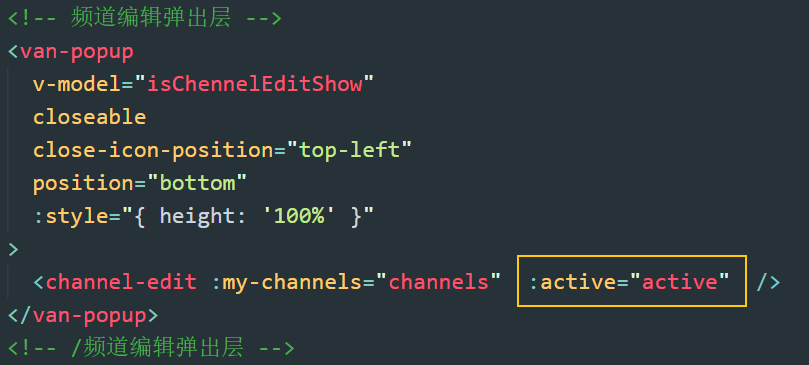 <!-- 频道编辑弹出层 -->
<van-popup
v-model="isChennelEditShow"
closeable
close-icon-position="top-left"
position="bottom"
:style="{ height: '100%' }"
>
<channel-edit :my-channels="channels" :active="active" />
</van-popup>
<!-- /频道编辑弹出层 -->